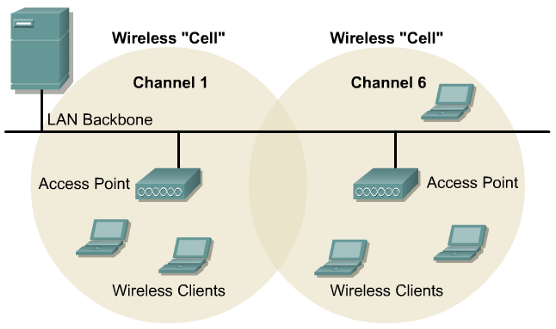 Wireless "Cell"
Wireless "Cell"
Channel 1
Channel 6
LAN Backbone
Access Point
Access Point
Wireless Clients
Wireless Clients